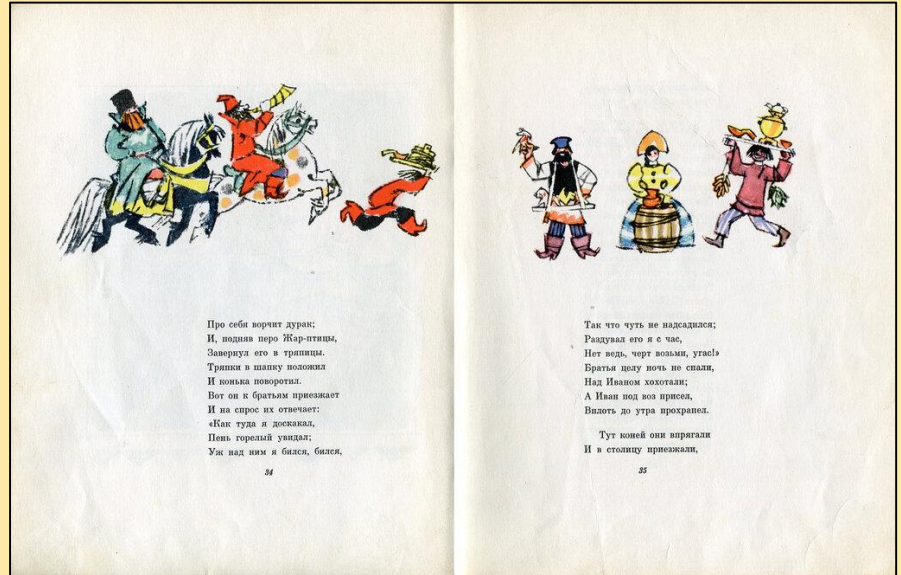 Про себя ворчит дурак;
И, подняв перо Жар-птицы,
Завернул его в тряпицы.
Тряпки в шапку положил
И конька поворотил.
Вот он к братьям приезжает
И на спрос их отвечает:
«Как туда я доскакал,
Пень горелый увидал;
Уж над ним я бился, бился,
34
Так что чуть не надсадился;
Раздувал его я с час,
Нет ведь, черт возьми, угас!»
Братья целу ночь не спали,
Над Иваном хохотали;
А Иван под воз присел,
Вплоть до утра прохрапел.
Тут коней они впрягали
И в столицу приезжали,
35